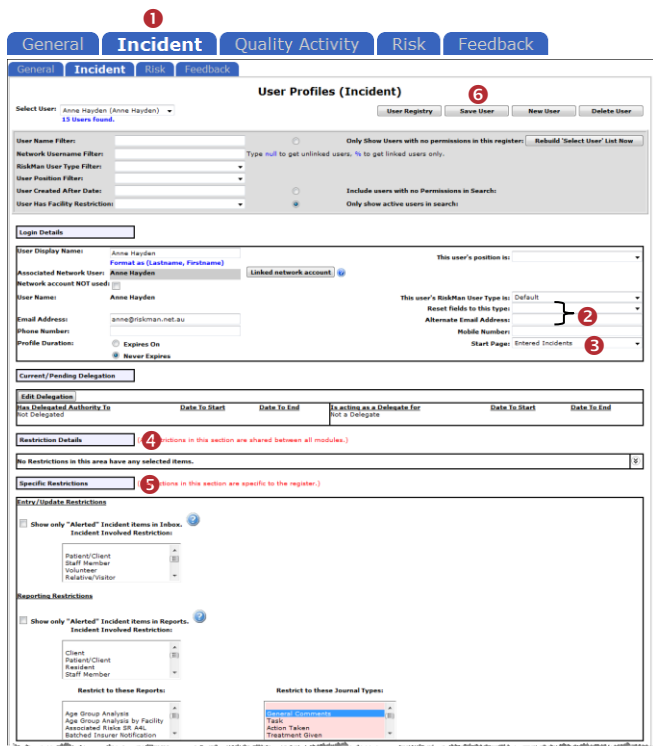 1
General Incident Quality Activity Risk Feedback
General Incident Risk Feedback
User Profiles (Incident)
6
Select User: Anne Hayden (Anne Hayden) User Registry Save User New User Delete User
15 Users found.
User Name Filter: Only Show Users with no permissions in this register: Rebuild 'Select User' List Now
Network Username Filter: Type null to get unlinked users, % to get linked users only.
RiskMan User Type Filter:
User Position Filter:
User Created After Date: Include users with no Permissions in Search:
User Has Facility Restriction: Only show active users in search:
Login Details
User Display Name: Anne Hayden This user's position is:
Format as (Lastname, Firstname)
Associated Network User: Anne Hayden Linked network account
Network account NOT used:
User Name: Anne Hayden This user's RiskMan User Type is: Default
Reset fields to this type:
2
Email Address: anne@riskman.net.au Alternate Email Address:
Phone Number: Mobile Number:
Profile Duration: Expires On Start Page: Entered Incidents 3
Never Expires
Current/Pending Delegation
Edit Delegation
Has Delegated Authority To Date To Start Date To End Is acting as a Delegate for Date To Start Date To End
Not Delegated Not a Delegate
Restriction Details 4 rictions in this section are shared between all modules.)
No Restrictions in this area have any selected items.
Specific Restrictions 5 tions in this section are specific to the register.)
Entry/Update Restrictions
Show only "Alerted" Incident items in Inbox.
Incident Involved Restriction:
Patient/Client
Staff Member
Volunteer
Relative/Visitor
Reporting Restrictions
Show only "Alerted" Incident items in Reports.
Incident Involved Restriction:
Client
Patient/Client
Resident
Staff Member
Restrict to these Reports: Restrict to these Journal Types:
Age Group Analysis General Comments
Age Group Analysis by Facility Task
Associated Risks SR A4L Action Taken
Batched Insurer Notification Treatment Given